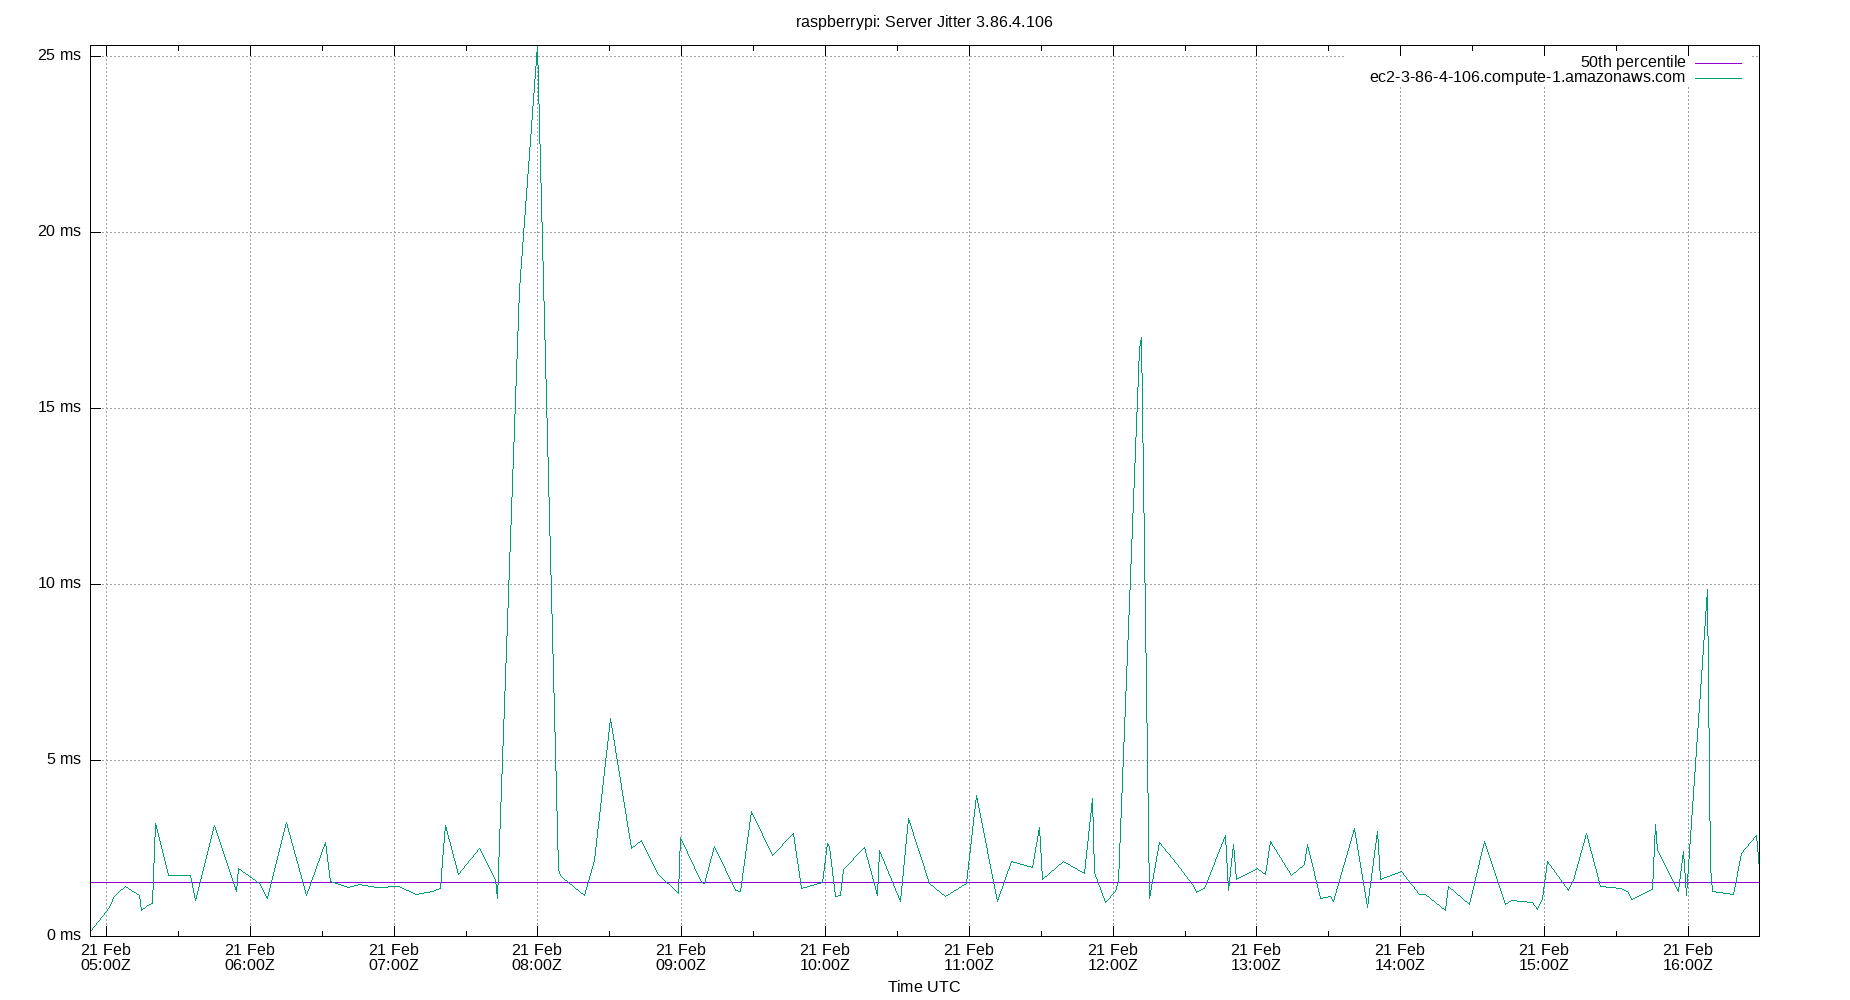 raspberrypi: Server Jitter 3.86.4.106
25 ms
20 ms
15 ms
10 ms
5 ms
0 ms
50th percentile
ec2-3-86-4-106.compute-1.amazonaws.com
21 Feb
05:00Z
21 Feb
06:00Z
21 Feb
07:00Z
21 Feb
08:00Z
21 Feb
09:00Z
21 Feb
10:00Z
21 Feb
11:00Z
21 Feb
12:00Z
21 Feb
13:00Z
21 Feb
14:00Z
21 Feb
15:00Z
21 Feb
16:00Z
Time UTC